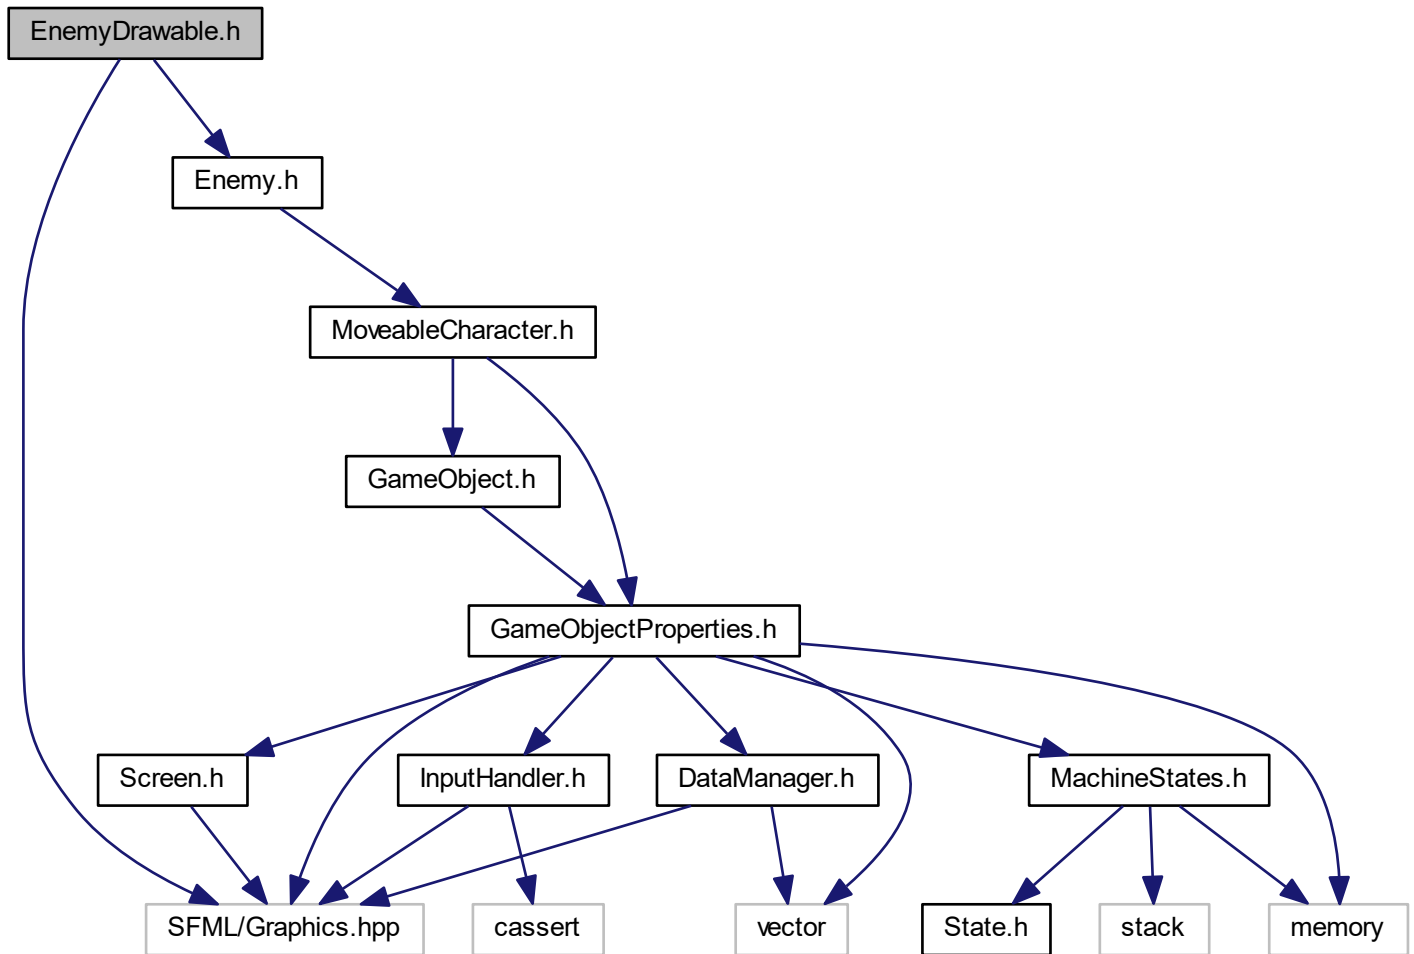 EnemyDrawable.h
Enemy.h
MoveableCharacter.h
GameObject.h
GameObjectProperties.h
Screen.h
InputHandler.h
DataManager.h
MachineStates.h
SFML/Graphics.hpp
cassert
vector
State.h
stack
memory